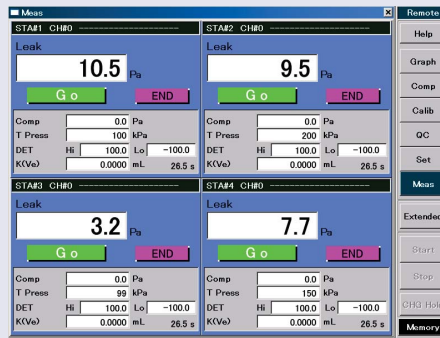 Meas
Remote
STA#1 CH#0
Leak
10.5 Pa
Go END
Comp 0.0 Pa
T Press 100 kPa
DET Hi 100.0 Lo -100.0
K(Ve) 0.0000 mL 26.5 s
STA#2 CH#0
Leak
9.5 Pa
Go END
Comp 0.0 Pa
T Press 200 kPa
DET Hi 100.0 Lo -100.0
K(Ve) 0.0000 mL 26.5 s
STA#3 CH#0
Leak
3.2 Pa
Go END
Comp 0.0 Pa
T Press 99 kPa
DET Hi 100.0 Lo -100.0
K(Ve) 0.0000 mL 26.5 s
STA#4 CH#0
Leak
7.7 Pa
Go END
Comp 0.0 Pa
T Press 150 kPa
DET Hi 100.0 Lo -100.0
K(Ve) 0.0000 mL 26.5 s
Help
Graph
Comp
Calib
QC
Set
Meas
Extended
Start
Stop
CHG Hold
Memory